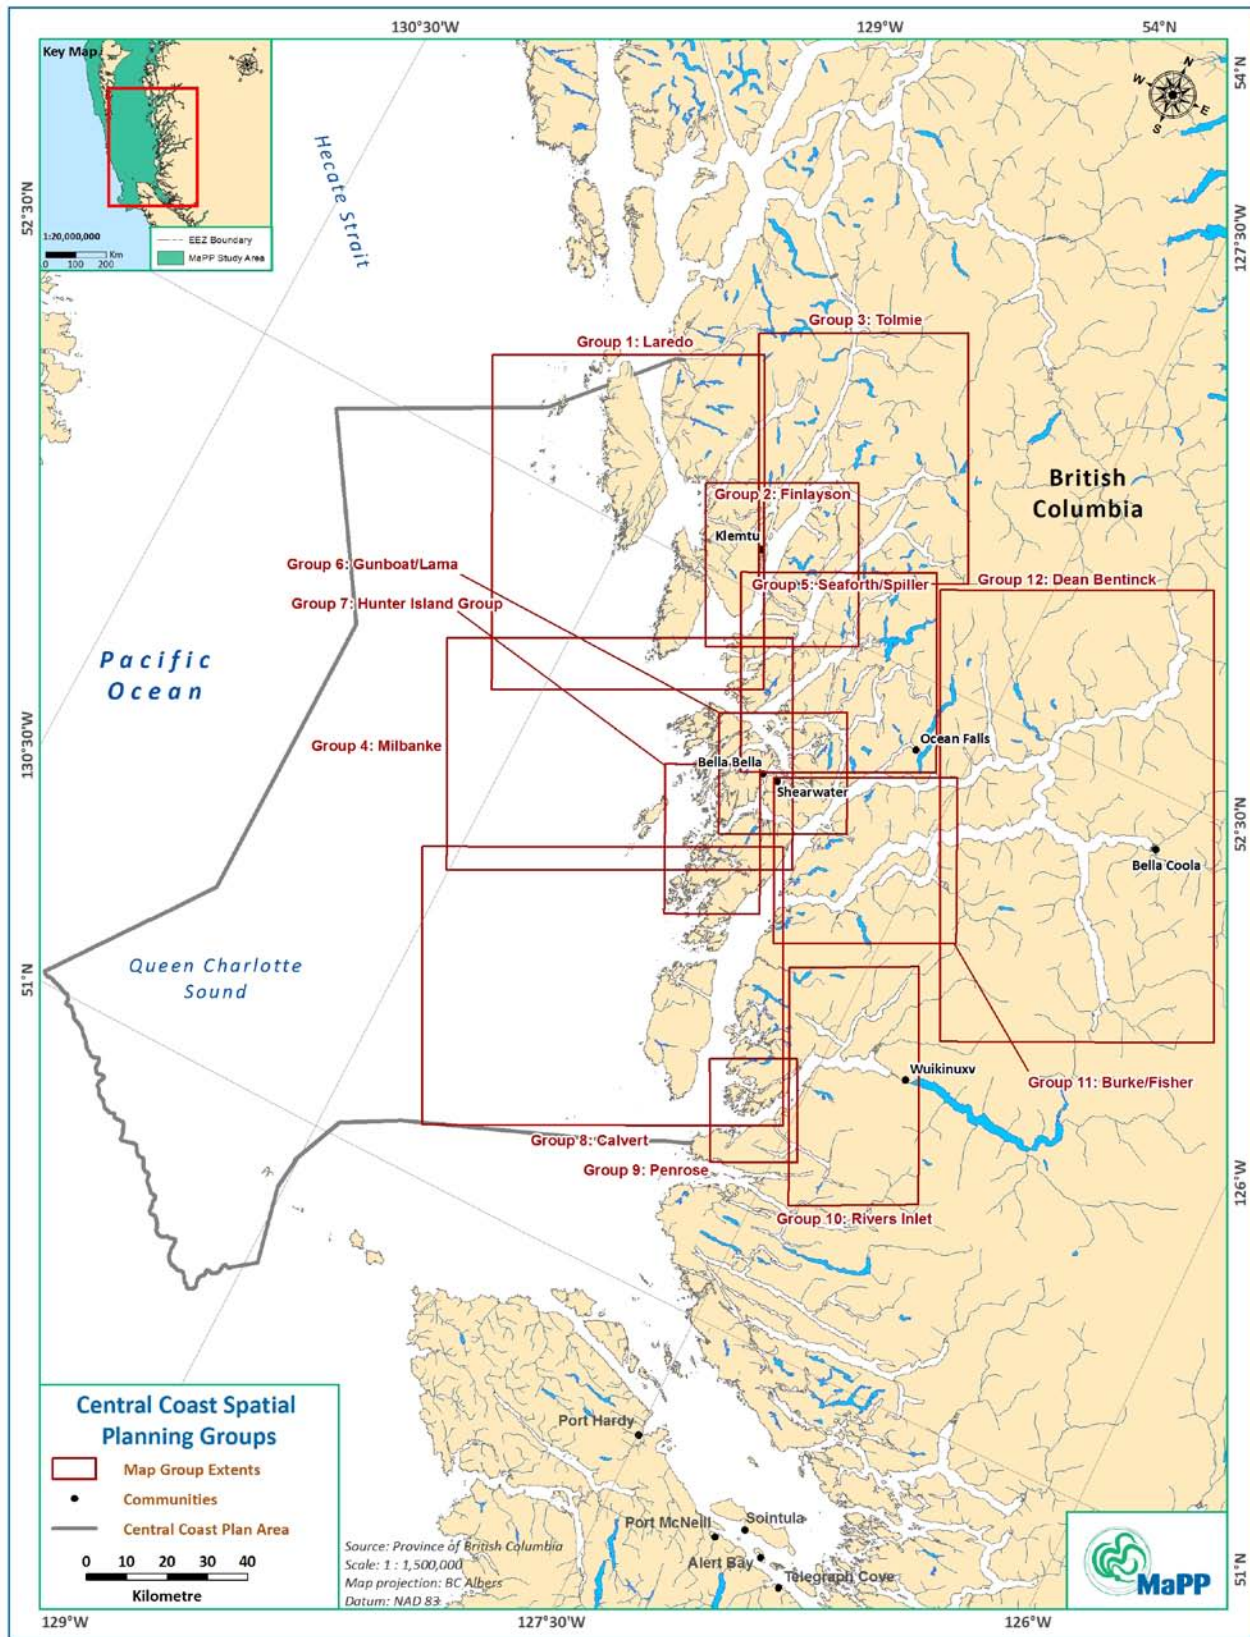 130°30'W
129°W
54°N
Key Map
N
W
E
S
54°N
Hecate Strait
52°30'N
127°30'W
1:20,000,000
0 100 200 Km
EEZ Boundary
MaPP Study Area
Group 3: Tolmie
Group 1: Laredo
British
Columbia
Group 2: Finlayson
Klemtu
Group 6: Gunboat/Lama
Group 5: Seaforth/Spiller
Group 12: Dean Bentinck
Group 7: Hunter Island Group
Pacific
Ocean
130°30'W
Group 4: Milbanke
Ocean Falls
Bella Bella
Shearwater
52°30'N
Bella Coola
51°N
Queen Charlotte
Sound
Wuikinuxv
Group 11: Burke/Fisher
Group 8: Calvert
Group 9: Penrose
126°W
Group 10: Rivers Inlet
Central Coast Spatial
Planning Groups
Map Group Extents
Communities
Central Coast Plan Area
0 10 20 30 40
Kilometre
Port Hardy
Port McNeill
Sointula
Alert Bay
Telegraph Cove
Source: Province of British Columbia
Scale: 1 : 1,500,000
Map projection: BC Albers
Datum: NAD 83
MaPP
51°N
129°W
127°30'W
126°W